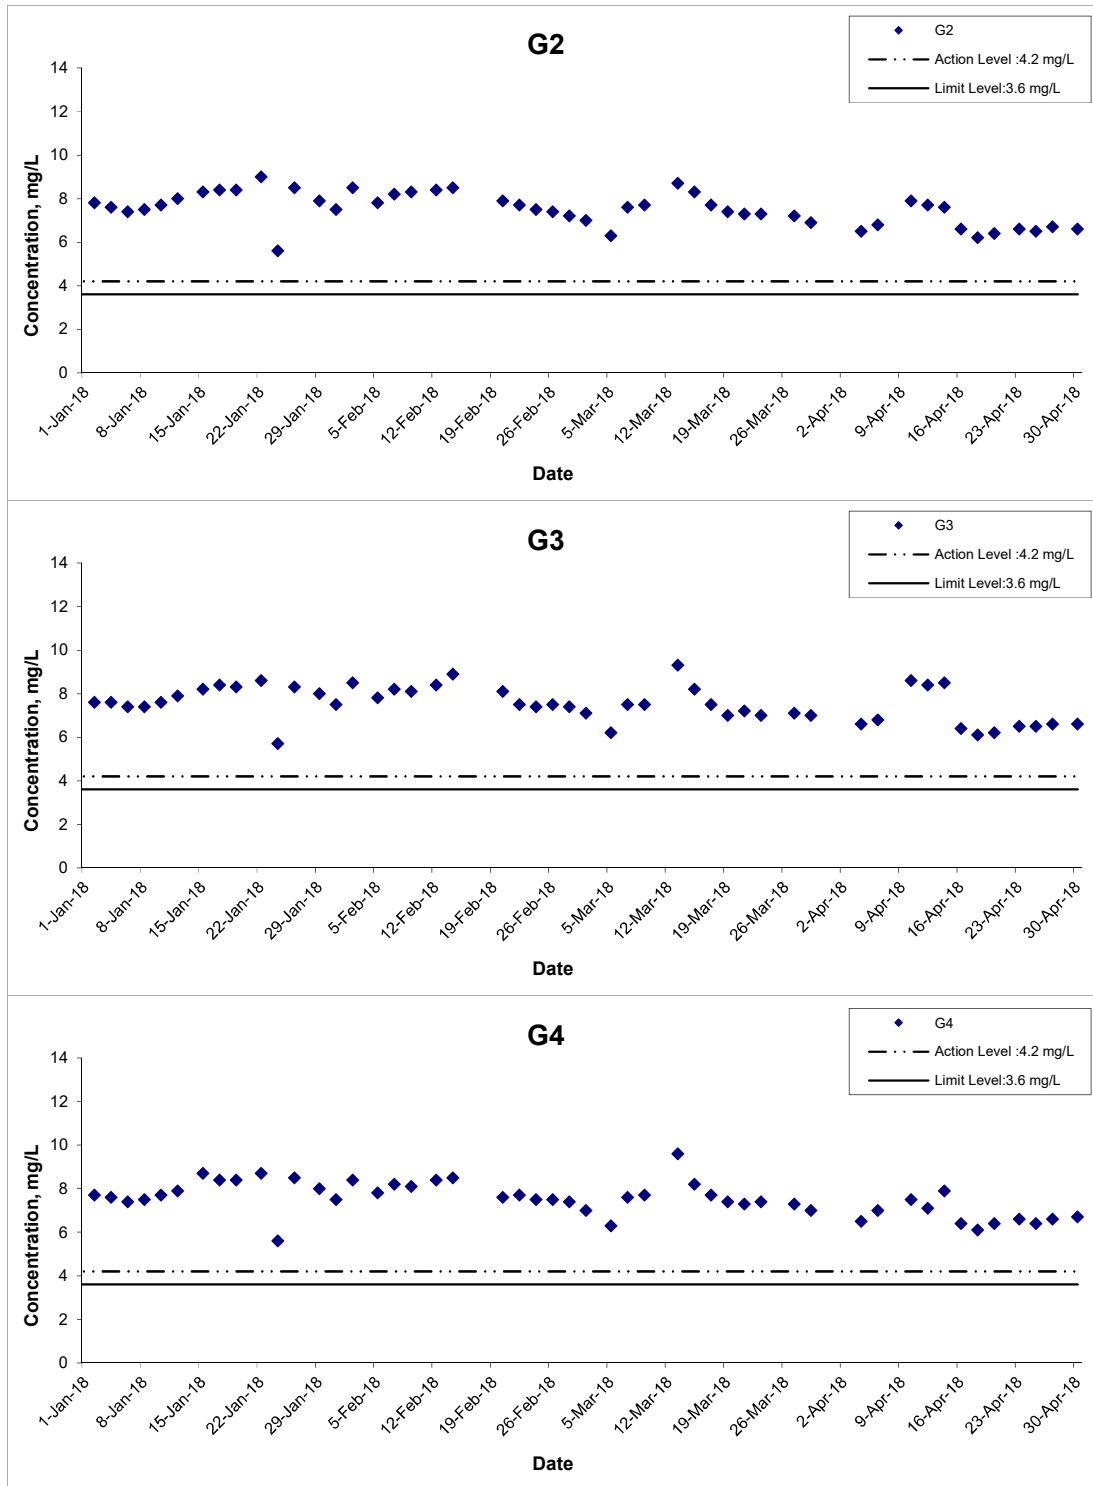 G2
G2
Action Level :4.2 mg/L
Limit Level:3.6 mg/L
Concentration, mg/L
14
12
10
8
6
4
2
0
1-Jan-18
8-Jan-18
15-Jan-18
22-Jan-18
29-Jan-18
5-Feb-18
12-Feb-18
19-Feb-18
26-Feb-18
5-Mar-18
12-Mar-18
19-Mar-18
26-Mar-18
2-Apr-18
9-Apr-18
16-Apr-18
23-Apr-18
30-Apr-18
Date
G3
G3
Action Level :4.2 mg/L
Limit Level:3.6 mg/L
Concentration, mg/L
14
12
10
8
6
4
2
0
1-Jan-18
8-Jan-18
15-Jan-18
22-Jan-18
29-Jan-18
5-Feb-18
12-Feb-18
19-Feb-18
26-Feb-18
5-Mar-18
12-Mar-18
19-Mar-18
26-Mar-18
2-Apr-18
9-Apr-18
16-Apr-18
23-Apr-18
30-Apr-18
Date
G4
G4
Action Level :4.2 mg/L
Limit Level:3.6 mg/L
Concentration, mg/L
14
12
10
8
6
4
2
0
1-Jan-18
8-Jan-18
15-Jan-18
22-Jan-18
29-Jan-18
5-Feb-18
12-Feb-18
19-Feb-18
26-Feb-18
5-Mar-18
12-Mar-18
19-Mar-18
26-Mar-18
2-Apr-18
9-Apr-18
16-Apr-18
23-Apr-18
30-Apr-18
Date